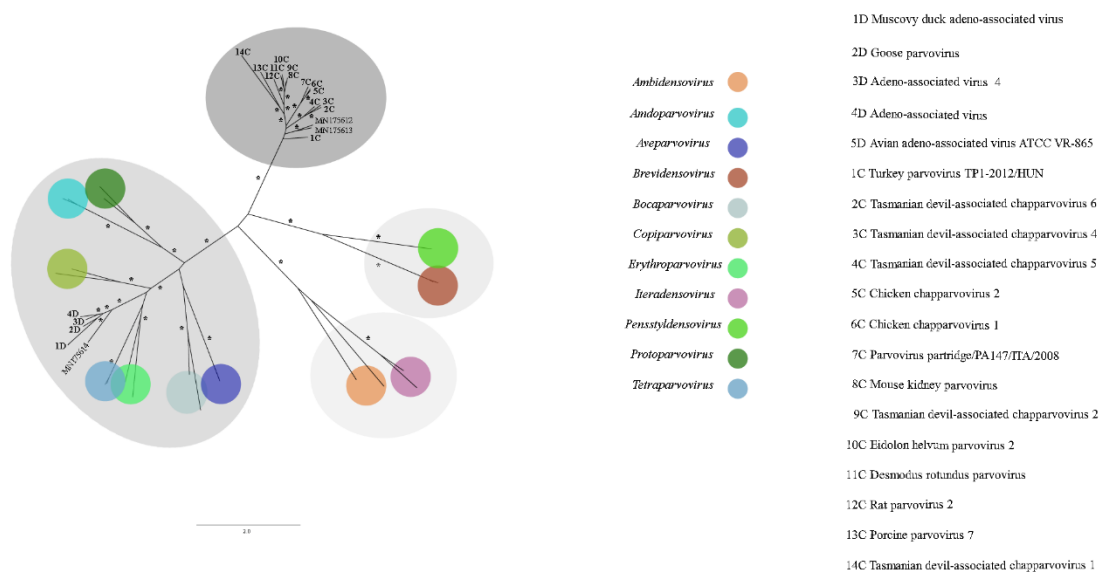 14C
10C
13C 11C 9C
12C 8C
7C 6C
5C
4C 3C
2C
MN175612
MN175613
1C
4D
3D
2D
1D
MN175614
Ambidensovirus
Amdoparvovirus
Aveparvovirus
Brevidensovirus
Bocaparvovirus
Copiparvovirus
Erythroparvovirus
Iteradensovirus
Pensstyldensovirus
Protoparvovirus
Tetraparvovirus
1D Muscovy duck adeno-associated virus
2D Goose parvovirus
3D Adeno-associated virus 4
4D Adeno-associated virus
5D Avian adeno-associated virus ATCC VR-865
1C Turkey parvovirus TP1-2012/HUN
2C Tasmanian devil-associated chapparvovirus 6
3C Tasmanian devil-associated chapparvovirus 4
4C Tasmanian devil-associated chapparvovirus 5
5C Chicken chapparvovirus 2
6C Chicken chapparvovirus 1
7C Parvovirus partridge/PA147/ITA/2008
8C Mouse kidney parvovirus
9C Tasmanian devil-associated chapparvovirus 2
10C Eidolon helvum parvovirus 2
11C Desmodus rotundus parvovirus
12C Rat parvovirus 2
13C Porcine parvovirus 7
14C Tasmanian devil-associated chapparvovirus 1